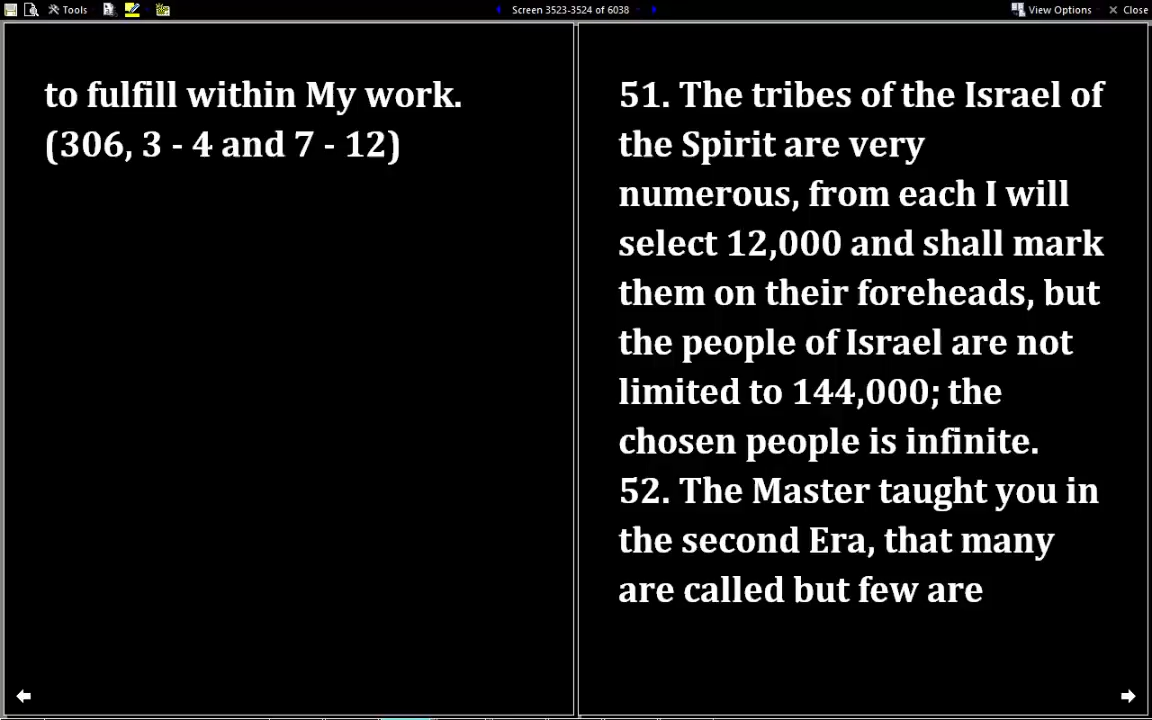 Tools
Screen 3523-3524 of 6038
View Options
Close
to fulfill within My work.
(306, 3 - 4 and 7 - 12)
51. The tribes of the Israel of
the Spirit are very
numerous, from each I will
select 12,000 and shall mark
them on their foreheads, but
the people of Israel are not
limited to 144,000; the
chosen people is infinite.
52. The Master taught you in
the second Era, that many
are called but few are